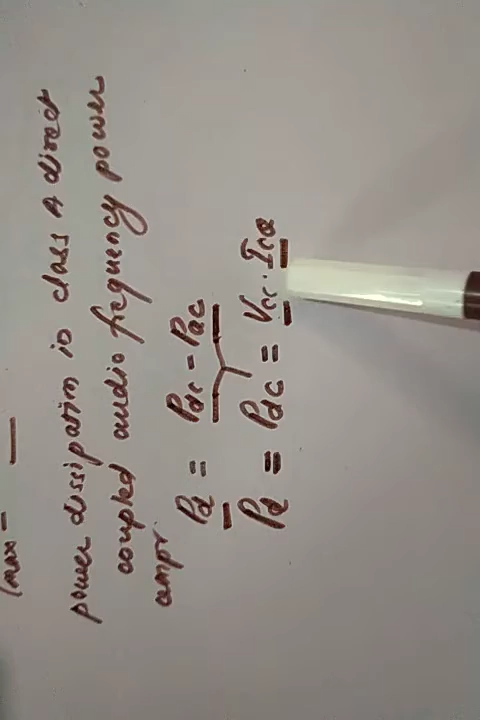 (max –
power dissipation in class A direct
coupled audio frequency power
ampr.
Pd = Pdc – Pac
Pd = Pdc = Vcc . IcQ